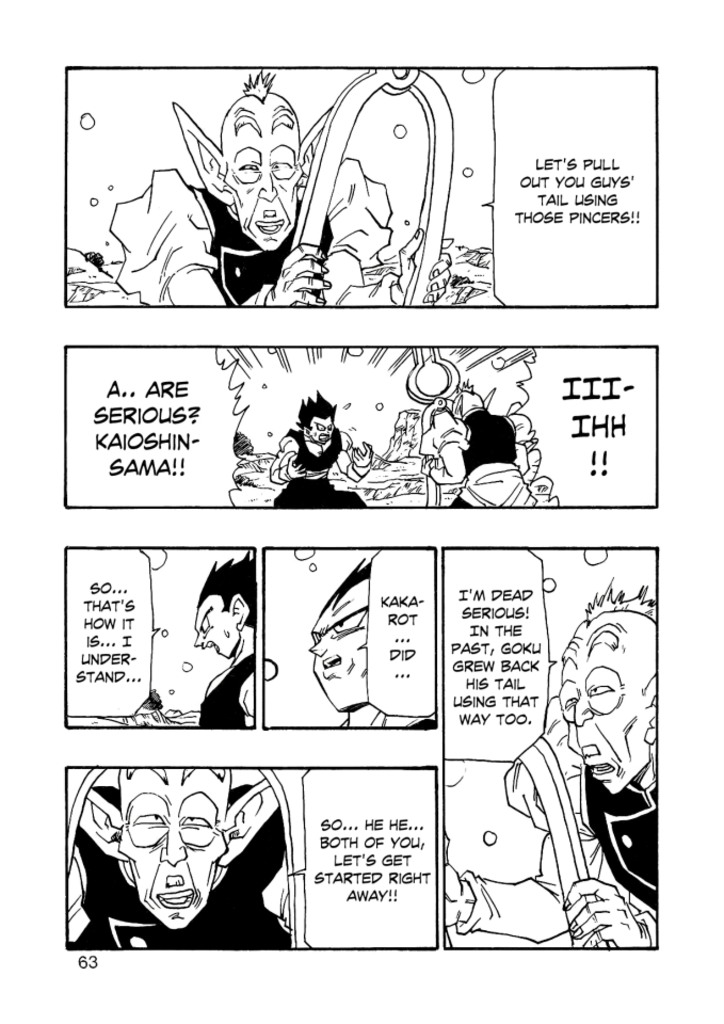 LET'S PULL
OUT YOU GUYS'
TAIL USING
THOSE PINCERS!!
III-
IHH
!!
A.. ARE
SERIOUS?
KAIOSHIN-
SAMA!!
I'M DEAD
SERIOUS!
IN THE
PAST, GOKU
GREW BACK
HIS TAIL
USING THAT
WAY TOO.
KAKA-
ROT
...
DID
...
SO...
THAT'S
HOW IT
IS... I
UNDER-
STAND...
SO... HE HE...
BOTH OF YOU,
LET'S GET
STARTED RIGHT
AWAY!!
63